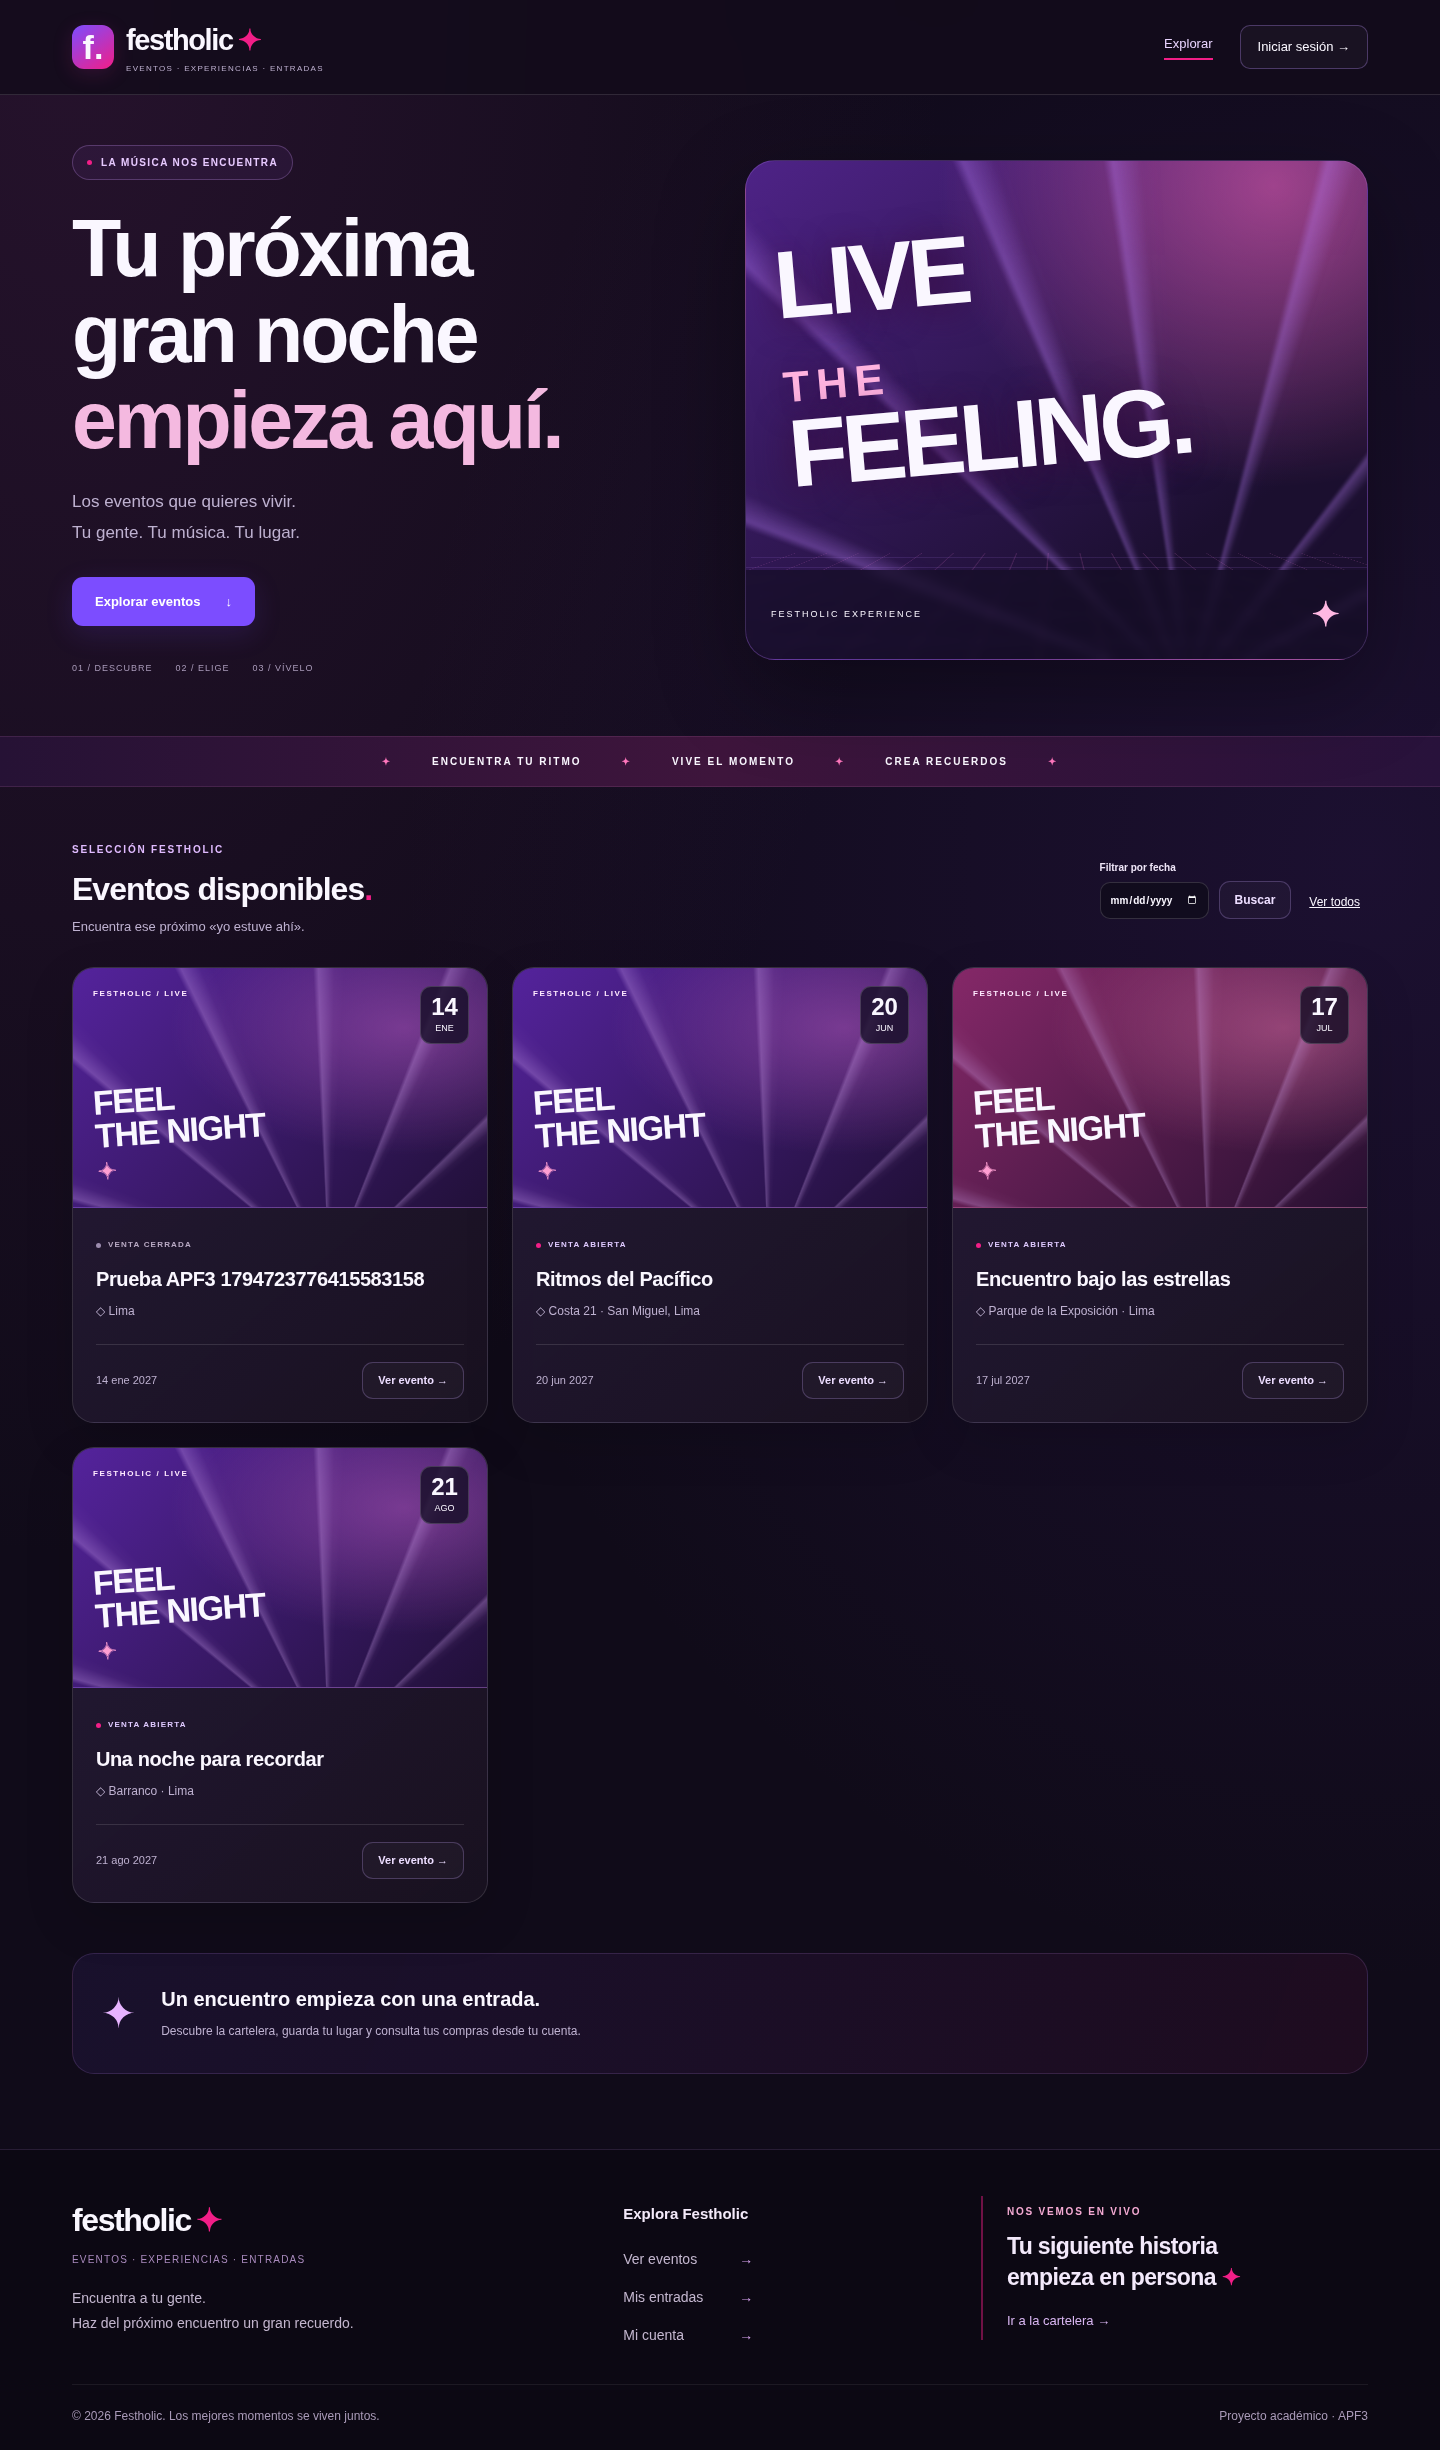 f.
festholic ✦
EVENTOS · EXPERIENCIAS · ENTRADAS
Explorar
Iniciar sesión →
LA MÚSICA NOS ENCUENTRA
Tu próxima
gran noche
empieza aquí.
Los eventos que quieres vivir.
Tu gente. Tu música. Tu lugar.
Explorar eventos ↓
01 / DESCUBRE 02 / ELIGE 03 / VÍVELO
LIVE
THE
FEELING.
FESTHOLIC EXPERIENCE ✦
✦ ENCUENTRA TU RITMO ✦ VIVE EL MOMENTO ✦ CREA RECUERDOS ✦
SELECCIÓN FESTHOLIC
Eventos disponibles.
Encuentra ese próximo «yo estuve ahí».
Filtrar por fecha
mm/dd/yyyy
Buscar
Ver todos
FESTHOLIC / LIVE
14
ENE
FEEL
THE NIGHT
✦
VENTA CERRADA
Prueba APF3 1794723776415583158
◇ Lima
14 ene 2027
Ver evento →
FESTHOLIC / LIVE
20
JUN
FEEL
THE NIGHT
✦
VENTA ABIERTA
Ritmos del Pacífico
◇ Costa 21 · San Miguel, Lima
20 jun 2027
Ver evento →
FESTHOLIC / LIVE
17
JUL
FEEL
THE NIGHT
✦
VENTA ABIERTA
Encuentro bajo las estrellas
◇ Parque de la Exposición · Lima
17 jul 2027
Ver evento →
FESTHOLIC / LIVE
21
AGO
FEEL
THE NIGHT
✦
VENTA ABIERTA
Una noche para recordar
◇ Barranco · Lima
21 ago 2027
Ver evento →
✦
Un encuentro empieza con una entrada.
Descubre la cartelera, guarda tu lugar y consulta tus compras desde tu cuenta.
festholic ✦
EVENTOS · EXPERIENCIAS · ENTRADAS
Encuentra a tu gente.
Haz del próximo encuentro un gran recuerdo.
Explora Festholic
Ver eventos →
Mis entradas →
Mi cuenta →
NOS VEMOS EN VIVO
Tu siguiente historia
empieza en persona ✦
Ir a la cartelera →
© 2026 Festholic. Los mejores momentos se viven juntos.
Proyecto académico · APF3